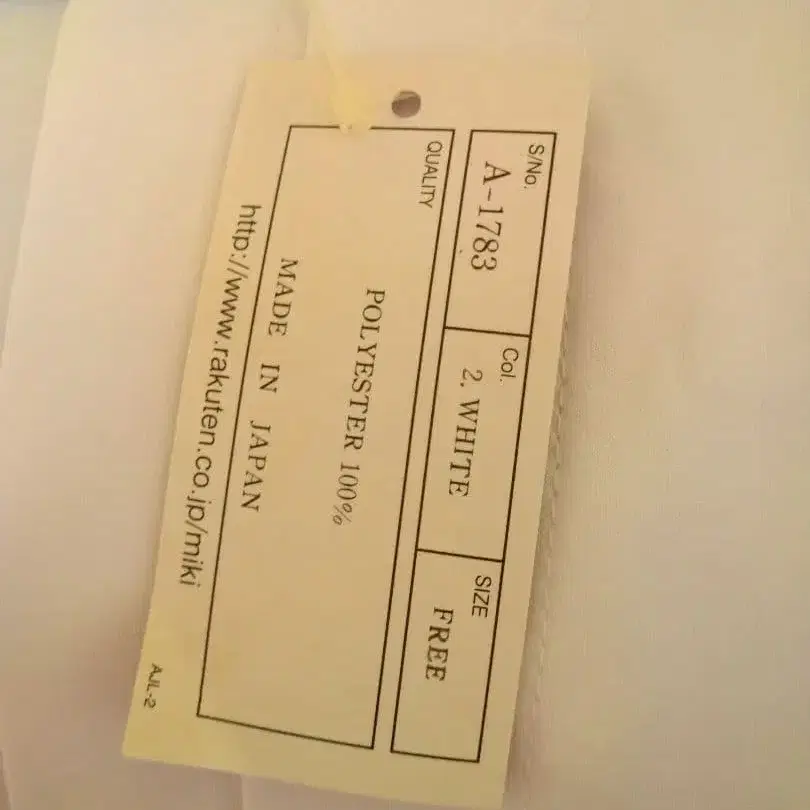 S/No.
A-1783
Col.
2. WHITE
SIZE
FREE
QUALITY
POLYESTER 100%
MADE IN JAPAN
http://www.rakuten.co.jp/miki
AJL-2